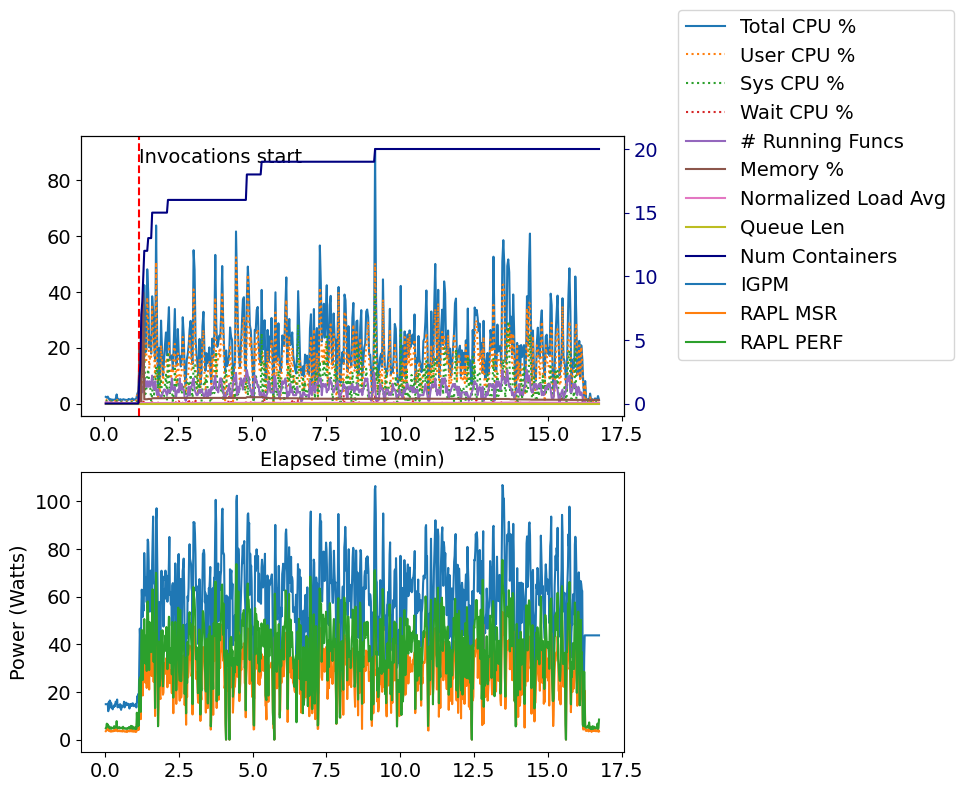 Total CPU %
User CPU %
Sys CPU %
Wait CPU %
# Running Funcs
Memory %
Normalized Load Avg
Queue Len
Num Containers
IGPM
RAPL MSR
RAPL PERF
Invocations start
80
60
40
20
0
20
15
10
5
0
0.0 2.5 5.0 7.5 10.0 12.5 15.0 17.5
Elapsed time (min)
Power (Watts)
100
80
60
40
20
0
0.0 2.5 5.0 7.5 10.0 12.5 15.0 17.5